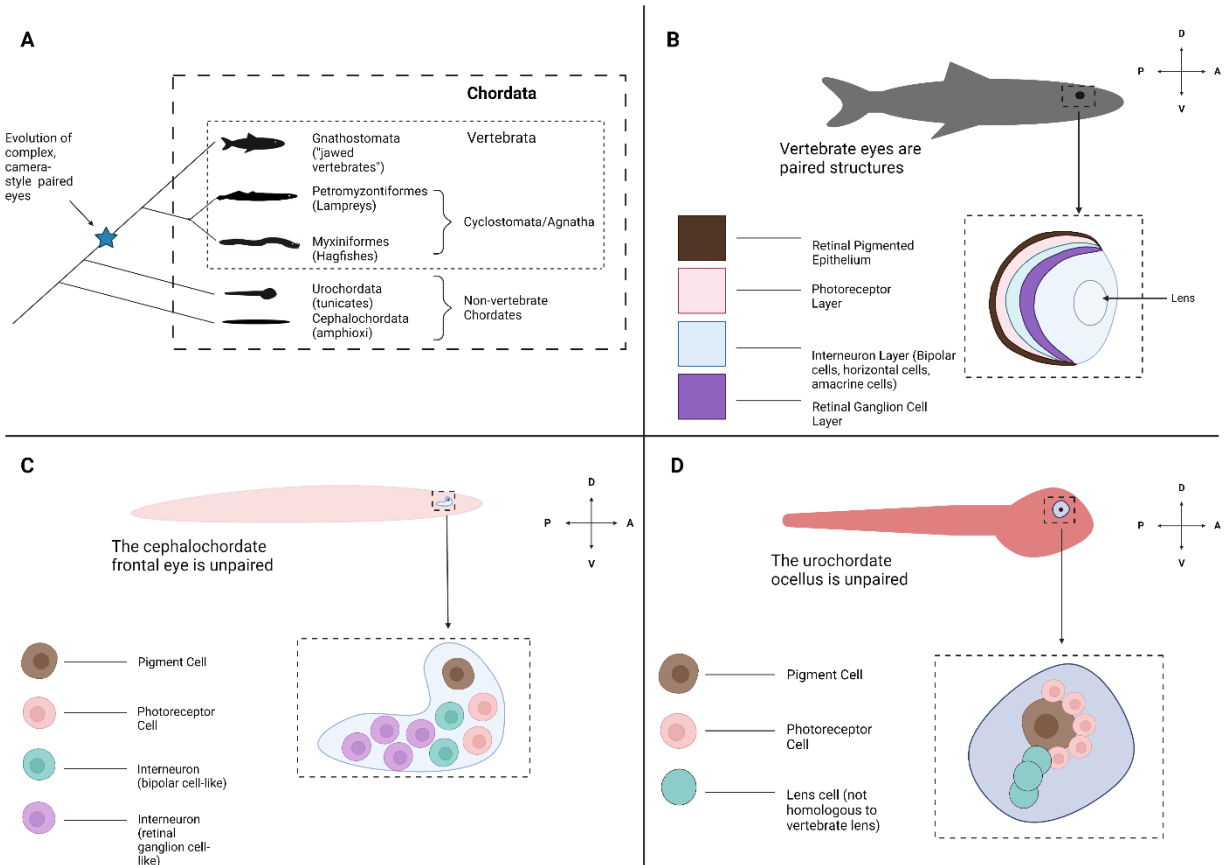 A
Chordata
Evolution of
complex,
camera-
style paired
eyes
Gnathostomata
("jawed
vertebrates")
Vertebrata
Petromyzontiformes
(Lampreys)
Cyclostomata/Agnatha
Myxiniformes
(Hagfishes)
Urochordata
(tunicates)
Cephalochordata
(amphioxi)
Non-vertebrate
Chordates
B
D
P
A
V
Vertebrate eyes are
paired structures
Retinal Pigmented
Epithelium
Photoreceptor
Layer
Interneuron Layer (Bipolar
cells, horizontal cells,
amacrine cells)
Retinal Ganglion Cell
Layer
Lens
C
D
P
A
V
The cephalochordate
frontal eye is unpaired
Pigment Cell
Photoreceptor
Cell
Interneuron
(bipolar cell-like)
Interneuron
(retinal
ganglion cell-
like)
D
D
P
A
V
The urochordate
ocellus is unpaired
Pigment Cell
Photoreceptor
Cell
Lens cell (not
homologous to
vertebrate lens)